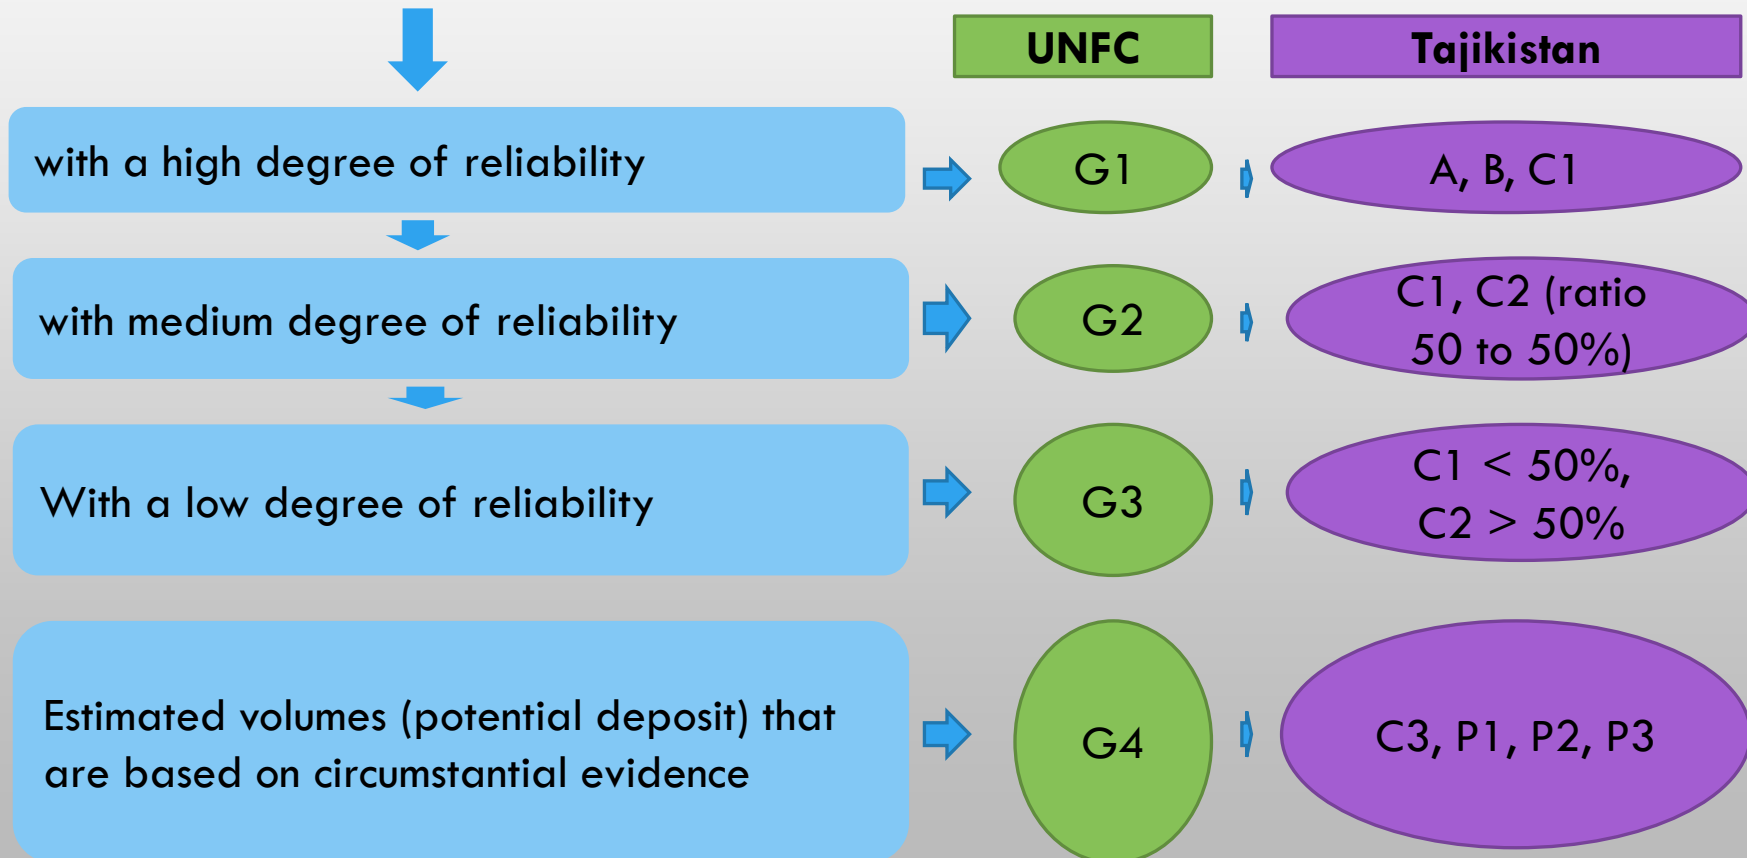 UNFC
Tajikistan
with a high degree of reliability
G1
A, B, C1
with medium degree of reliability
G2
C1, C2 (ratio
50 to 50%)
With a low degree of reliability
G3
C1 < 50%,
C2 > 50%
Estimated volumes (potential deposit) that
are based on circumstantial evidence
G4
C3, P1, P2, P3